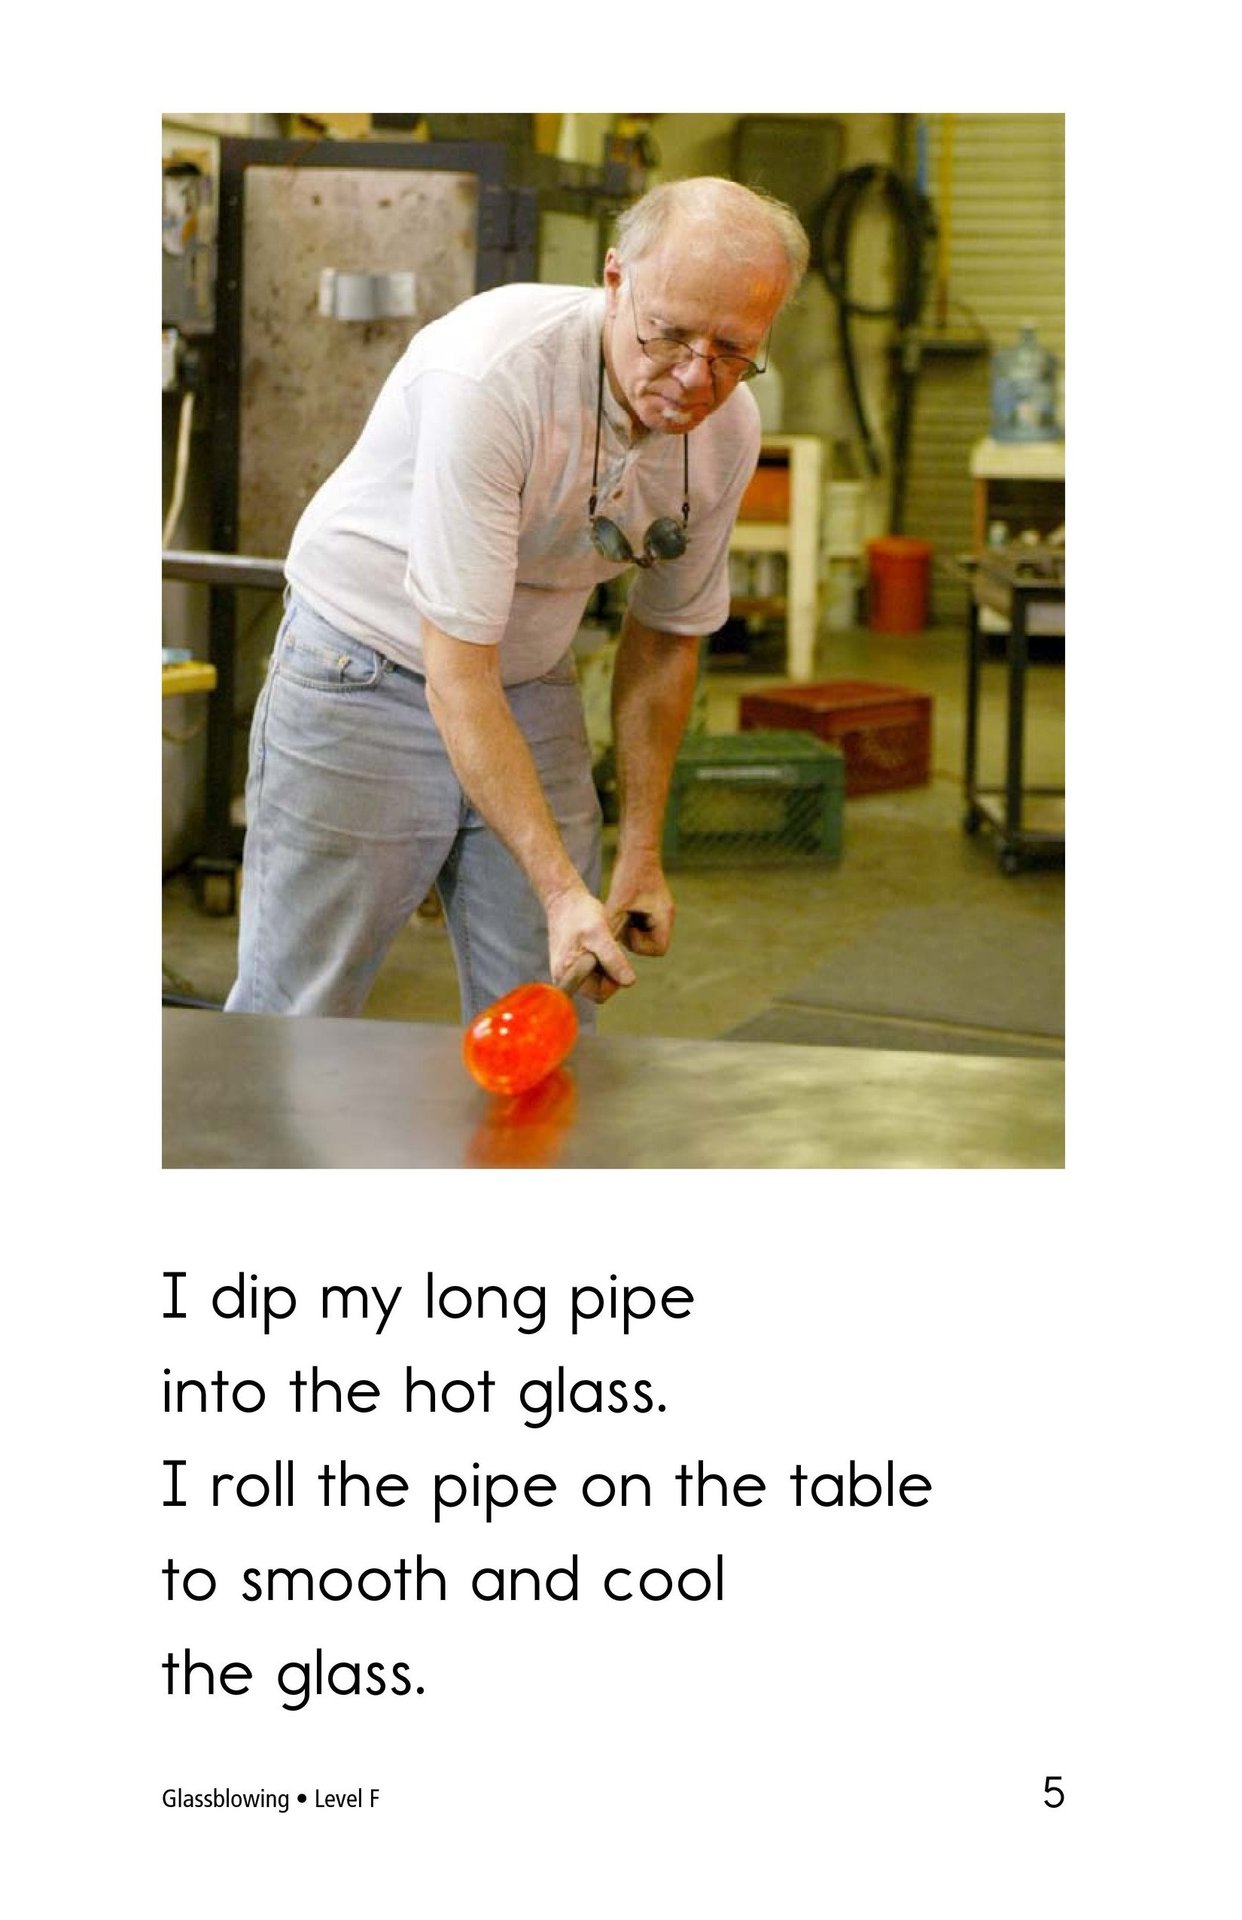 I dip my long pipe
into the hot glass.
I roll the pipe on the table
to smooth and cool
the glass.
Glassblowing • Level F
5